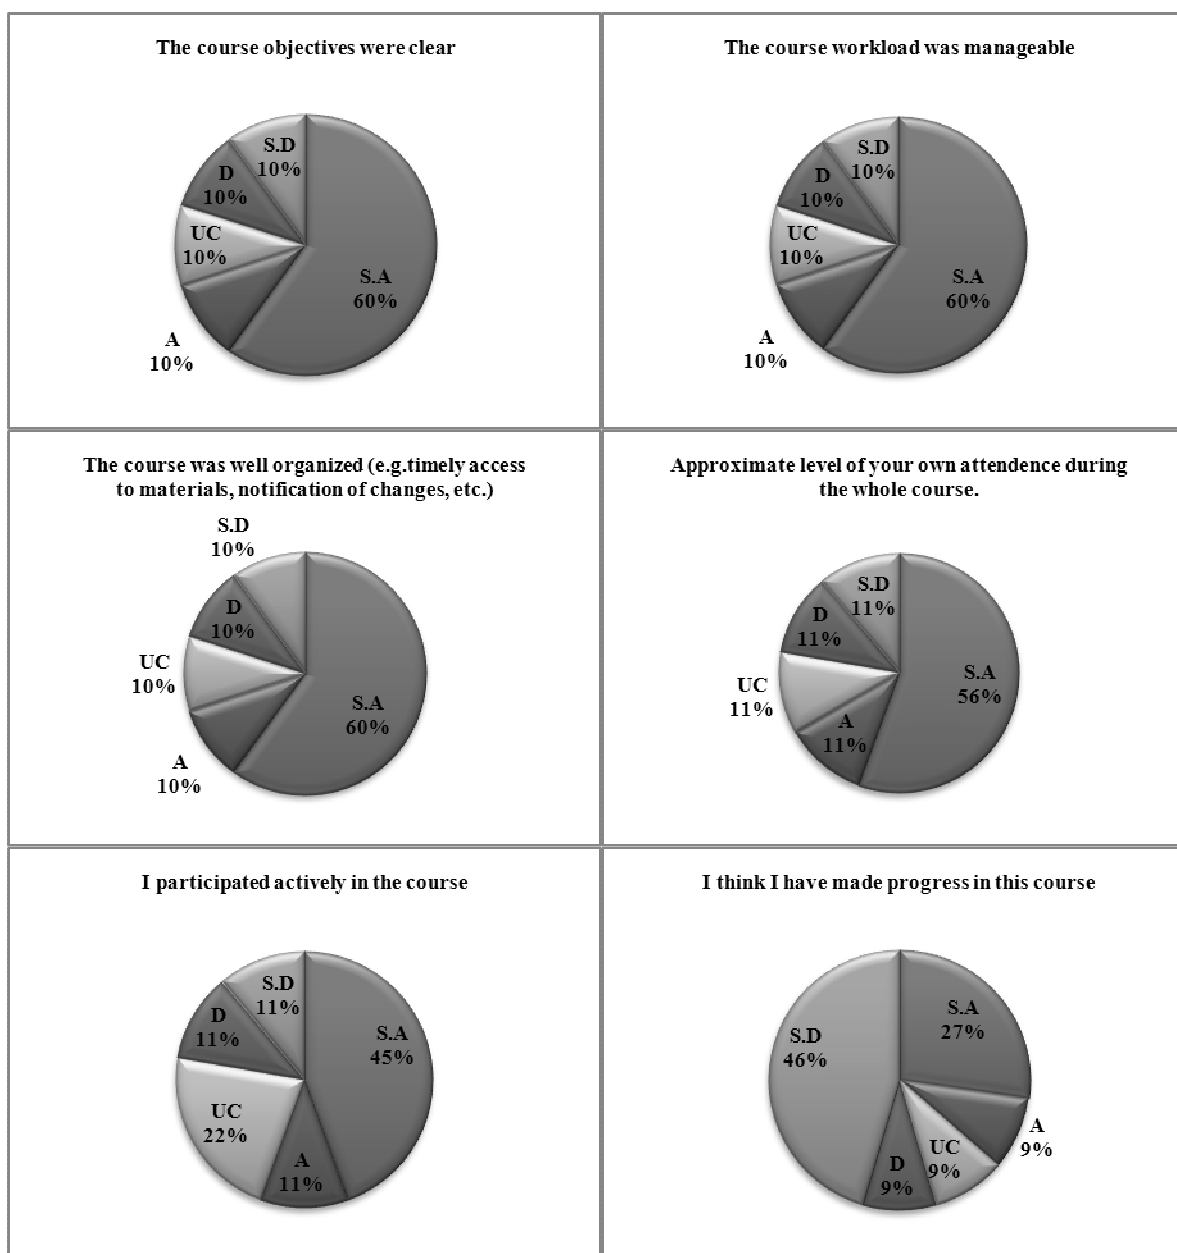 The course objectives were clear
S.D
10%
D
10%
UC
10%
S.A
60%
A
10%
The course workload was manageable
S.D
10%
D
10%
UC
10%
S.A
60%
A
10%
The course was well organized (e.g.timely access
to materials, notification of changes, etc.)
S.D
10%
D
10%
UC
10%
S.A
60%
A
10%
Approximate level of your own attendence during
the whole course.
S.D
11%
D
11%
S.A
56%
UC
11%
A
11%
I participated actively in the course
S.D
11%
D
11%
S.A
45%
UC
22%
A
11%
I think I have made progress in this course
S.A
27%
S.D
46%
A
9%
UC
9%
D
9%